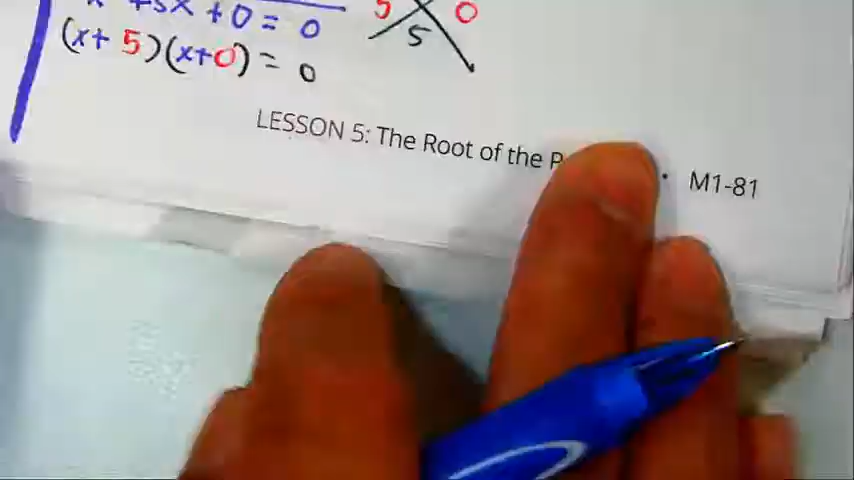 +5x + 0 = 0
5 0
5
(x+ 5)(x+0) = 0
LESSON 5: The Root of the • M1-81